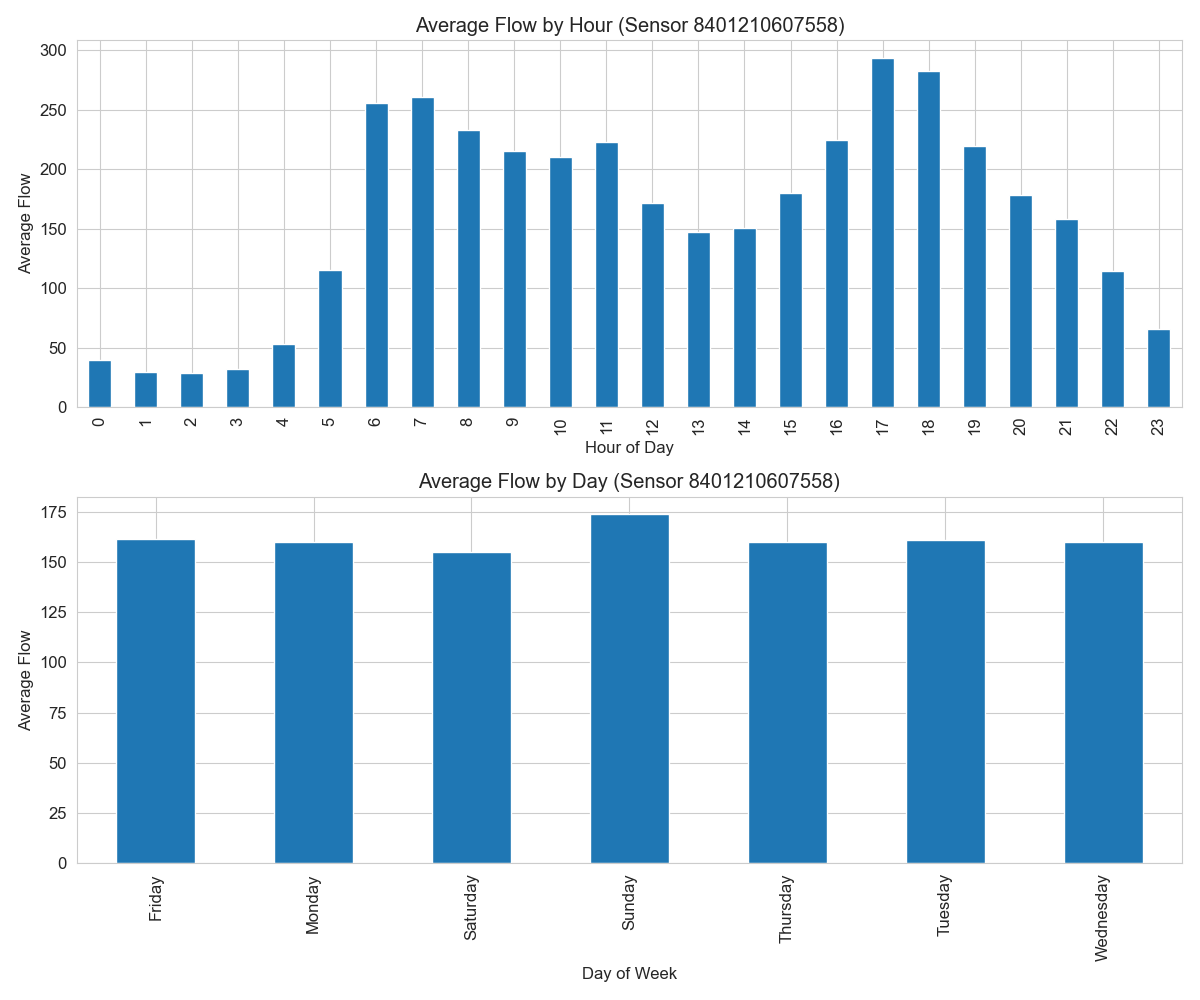 Average Flow by Hour (Sensor 8401210607558)
300
250
200
150
100
50
0
Average Flow
0 1 2 3 4 5 6 7 8 9 10 11 12 13 14 15 16 17 18 19 20 21 22 23
Hour of Day
Average Flow by Day (Sensor 8401210607558)
175
150
125
100
75
50
25
0
Average Flow
Friday Monday Saturday Sunday Thursday Tuesday Wednesday
Day of Week